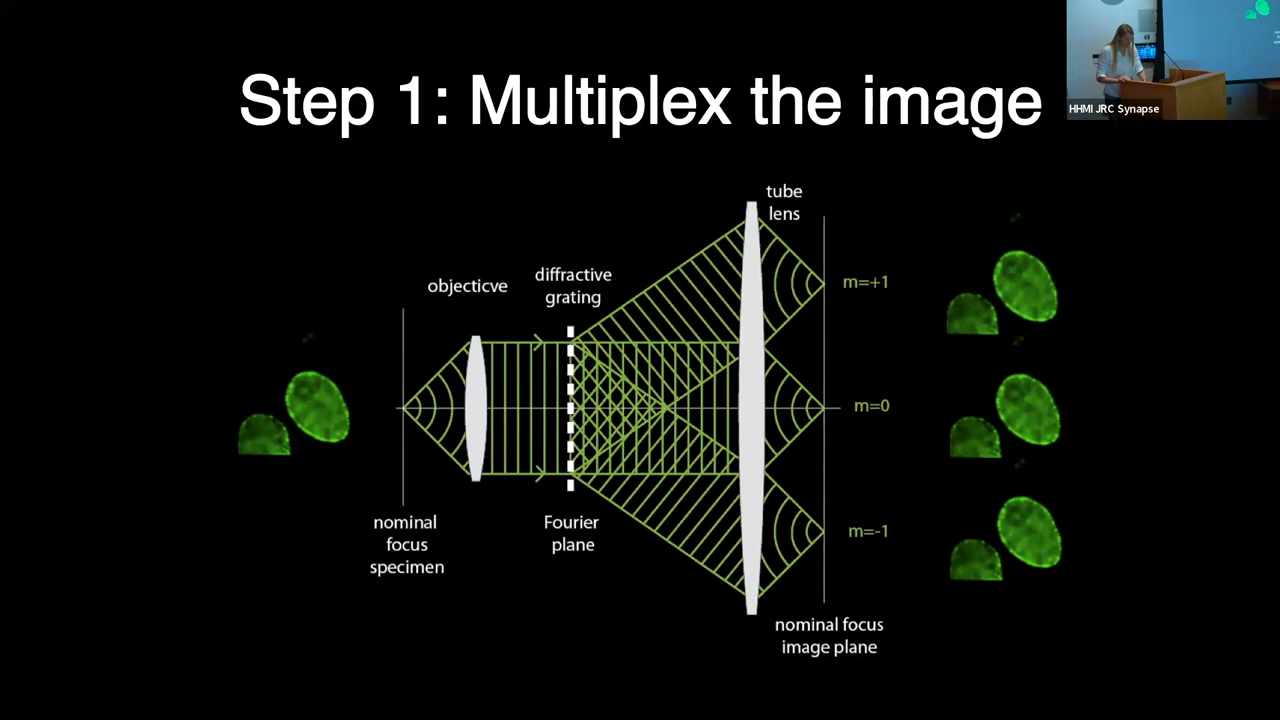 Step 1: Multiplex the image
HHMI JRC Synapse
tube
lens
objecticve
diffractive
grating
m=+1
m=0
m=-1
nominal
focus
specimen
Fourier
plane
nominal focus
image plane